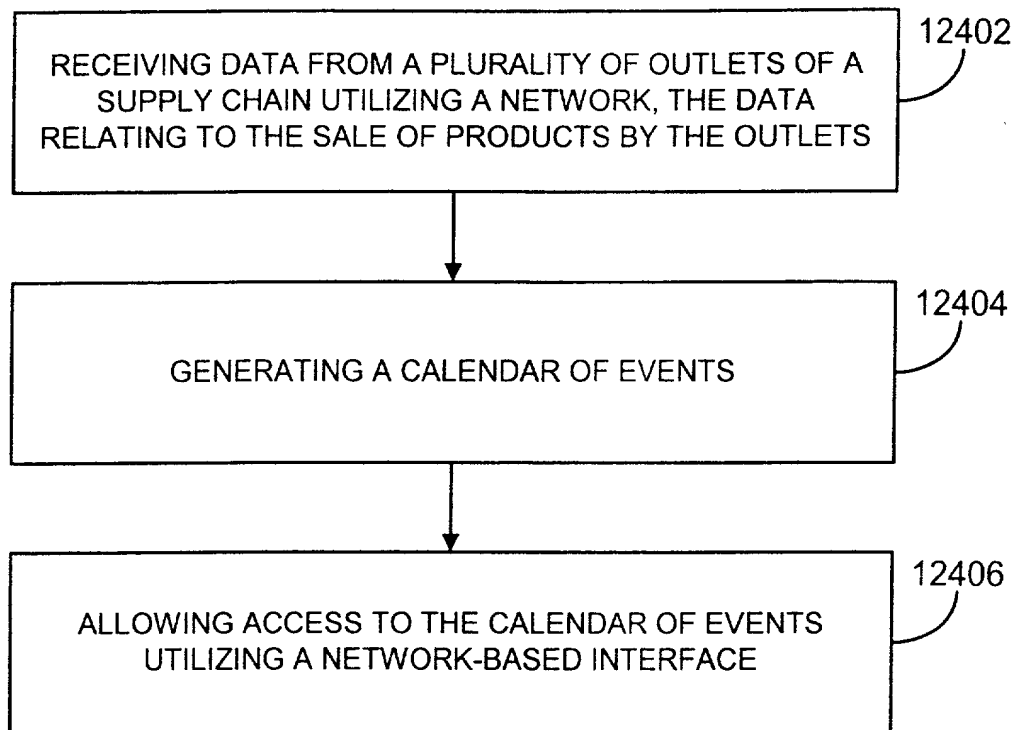 12402
RECEIVING DATA FROM A PLURALITY OF OUTLETS OF A
SUPPLY CHAIN UTILIZING A NETWORK, THE DATA
RELATING TO THE SALE OF PRODUCTS BY THE OUTLETS
12404
GENERATING A CALENDAR OF EVENTS
12406
ALLOWING ACCESS TO THE CALENDAR OF EVENTS
UTILIZING A NETWORK-BASED INTERFACE